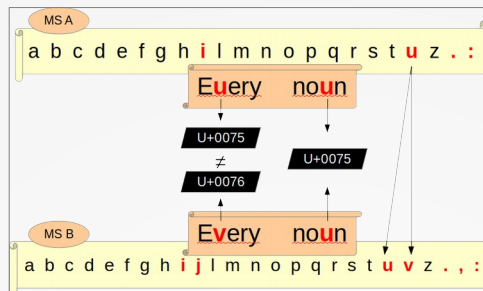 MS A
a b c d e f g h i l m n o p q r s t u z . :
Euery noun
U+0075
≠
U+0075
U+0076
Every noun
MS B
a b c d e f g h i j l m n o p q r s t u v z . , :